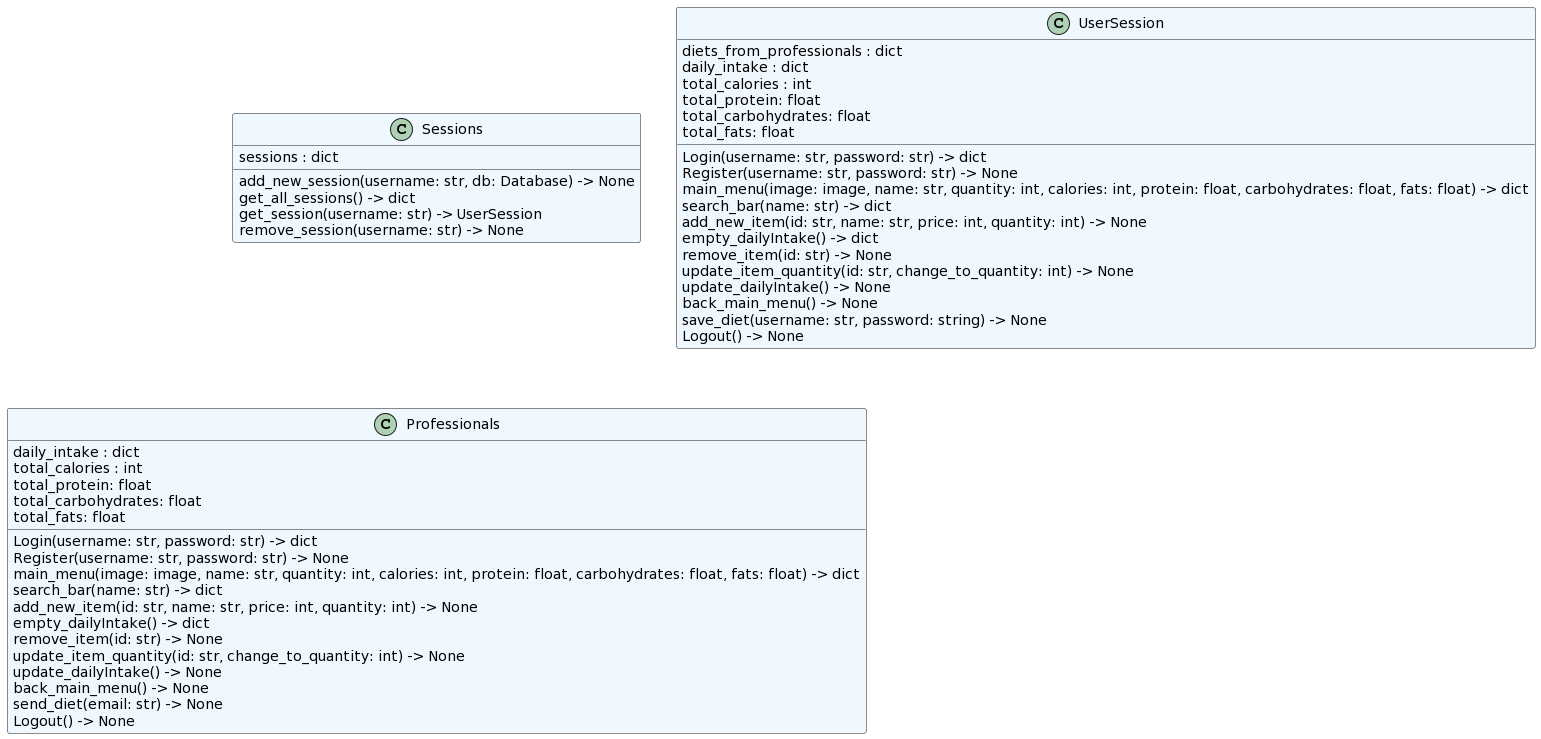 C Sessions
sessions : dict
add_new_session(username: str, db: Database) -> None
get_all_sessions() -> dict
get_session(username: str) -> UserSession
remove_session(username: str) -> None
C UserSession
diets_from_professionals : dict
daily_intake : dict
total_calories : int
total_protein: float
total_carbohydrates: float
total_fats: float
Login(username: str, password: str) -> dict
Register(username: str, password: str) -> None
main_menu(image: image, name: str, quantity: int, calories: int, protein: float, carbohydrates: float, fats: float) -> dict
search_bar(name: str) -> dict
add_new_item(id: str, name: str, price: int, quantity: int) -> None
empty_dailyIntake() -> dict
remove_item(id: str) -> None
update_item_quantity(id: str, change_to_quantity: int) -> None
update_dailyIntake() -> None
back_main_menu() -> None
save_diet(username: str, password: string) -> None
Logout() -> None
C Professionals
daily_intake : dict
total_calories : int
total_protein: float
total_carbohydrates: float
total_fats: float
Login(username: str, password: str) -> dict
Register(username: str, password: str) -> None
main_menu(image: image, name: str, quantity: int, calories: int, protein: float, carbohydrates: float, fats: float) -> dict
search_bar(name: str) -> dict
add_new_item(id: str, name: str, price: int, quantity: int) -> None
empty_dailyIntake() -> dict
remove_item(id: str) -> None
update_item_quantity(id: str, change_to_quantity: int) -> None
update_dailyIntake() -> None
back_main_menu() -> None
send_diet(email: str) -> None
Logout() -> None